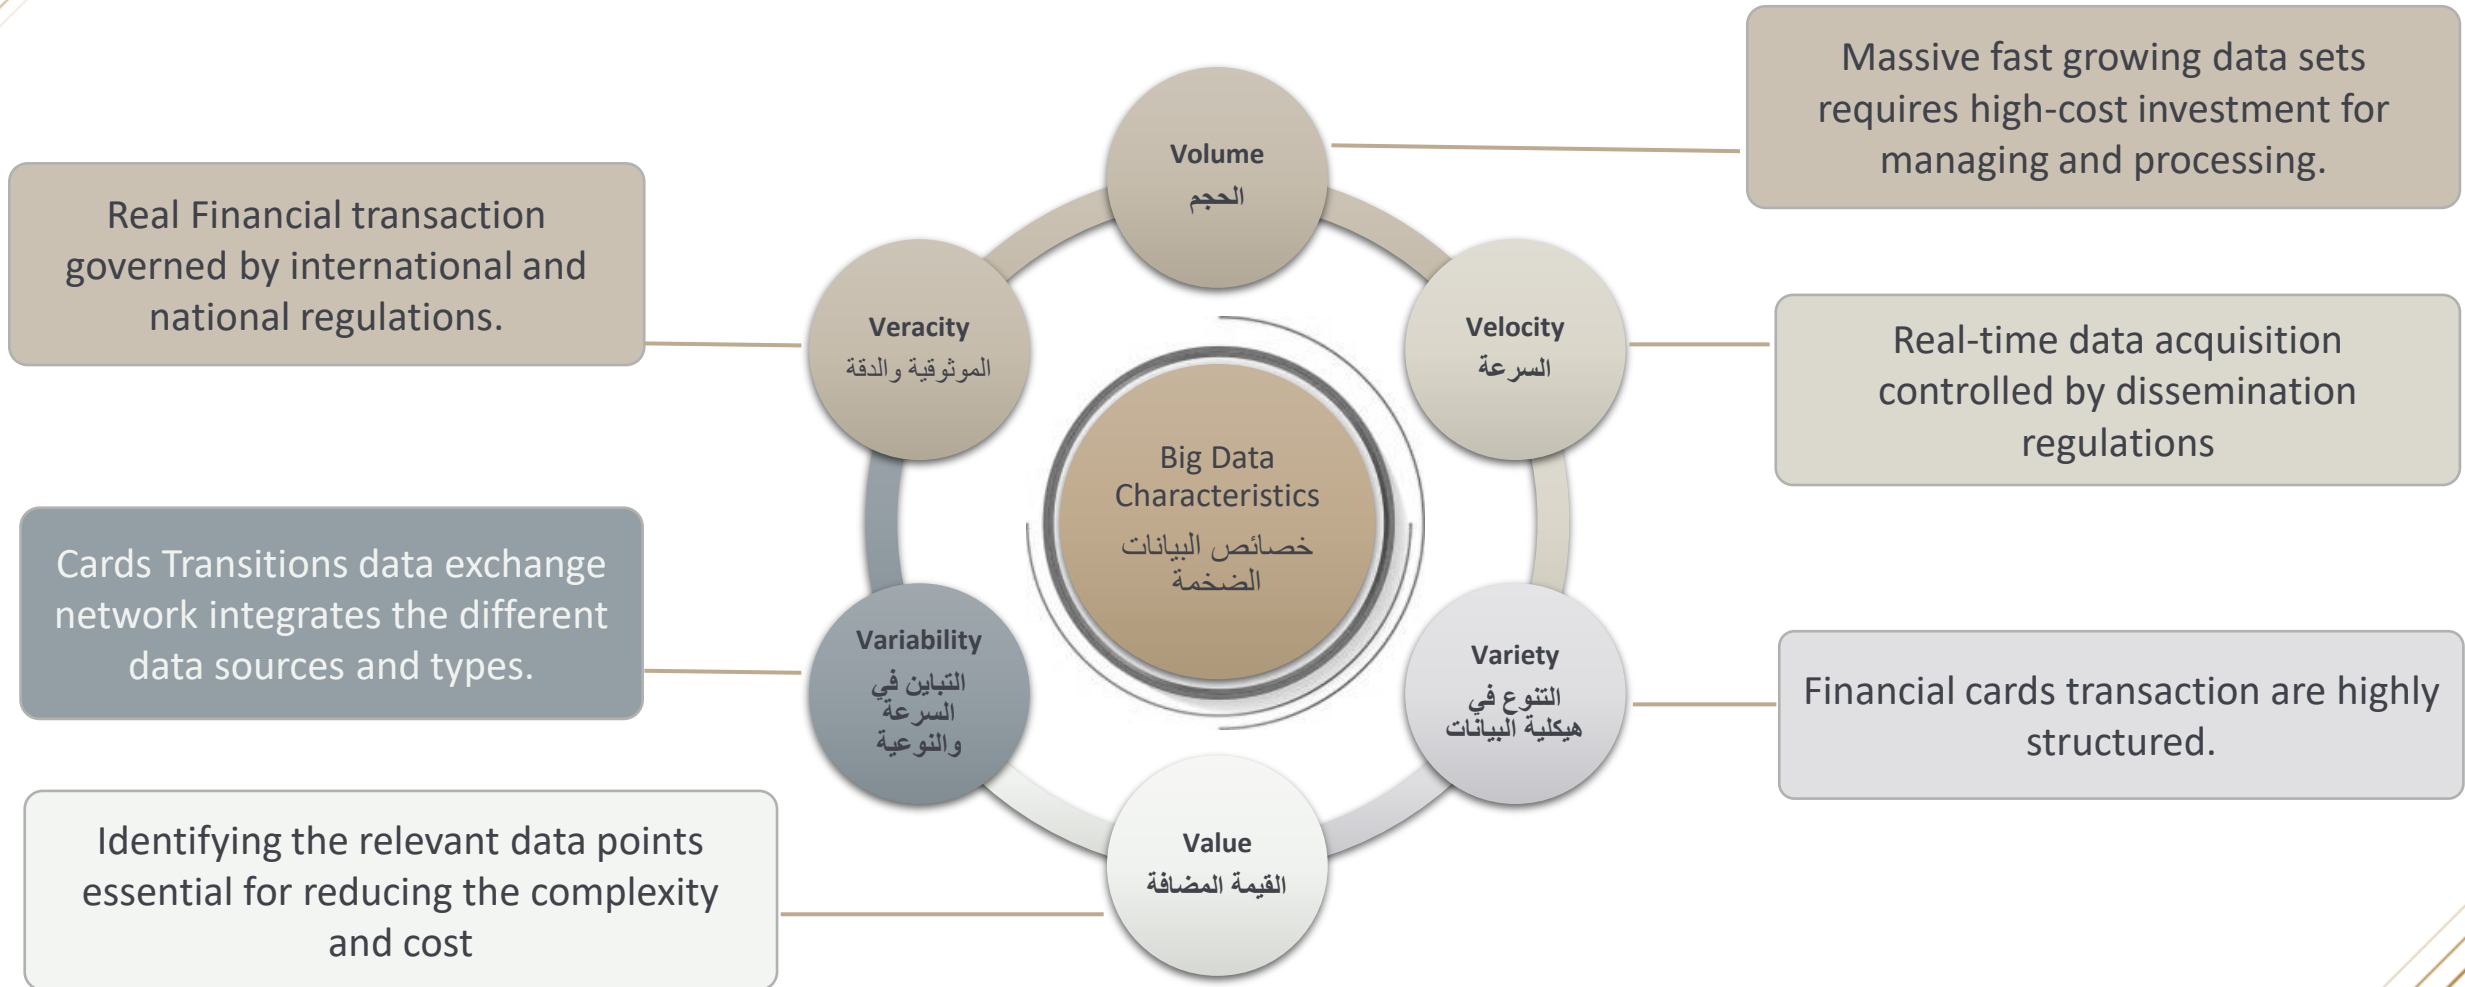 Massive fast growing data sets
requires high-cost investment for
managing and processing.
Volume
الحجم
Real Financial transaction
governed by international and
national regulations.
Veracity
الموثوقية والدقة
Velocity
السرعة
Real-time data acquisition
controlled by dissemination
regulations
Big Data
Characteristics
خصائص البيانات
الضخمة
Cards Transitions data exchange
network integrates the different
data sources and types.
Variability
التباين في
السرعة
والنوعية
Variety
التنوع في
هيكلية البيانات
Financial cards transaction are highly
structured.
Identifying the relevant data points
essential for reducing the complexity
and cost
Value
القيمة المضافة